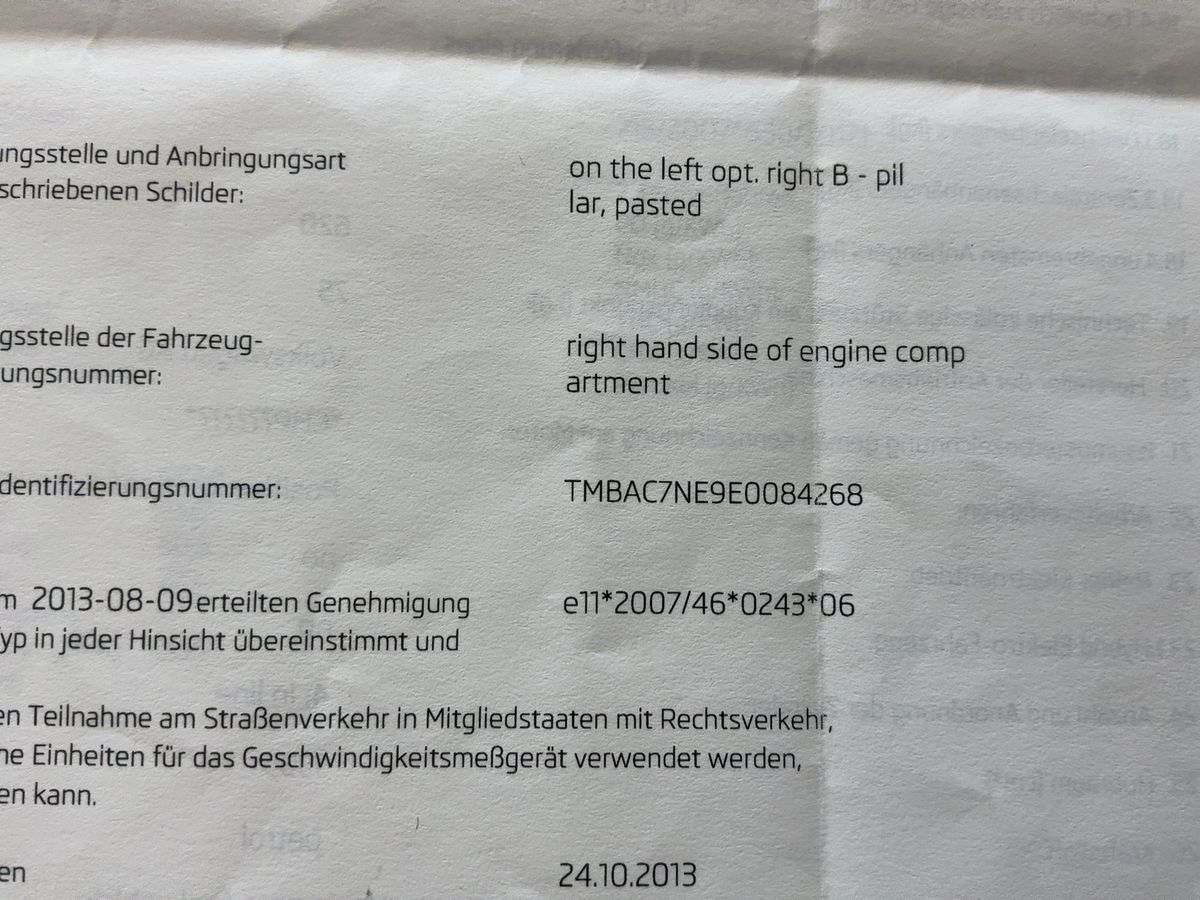 ungsstelle und Anbringungsart
schriebenen Schilder:
on the left opt. right B - pil
lar, pasted
gsstelle der Fahrzeug-
ungsnummer:
right hand side of engine comp
artment
dentifizierungsnummer:
TMBAC7NE9E0084268
m 2013-08-09 erteilten Genehmigung
e11*2007/46*0243*06
yp in jeder Hinsicht übereinstimmt und
en Teilnahme am Straßenverkehr in Mitgliedstaaten mit Rechtsverkehr,
he Einheiten für das Geschwindigkeitsmeßgerät verwendet werden,
en kann.
en
24.10.2013